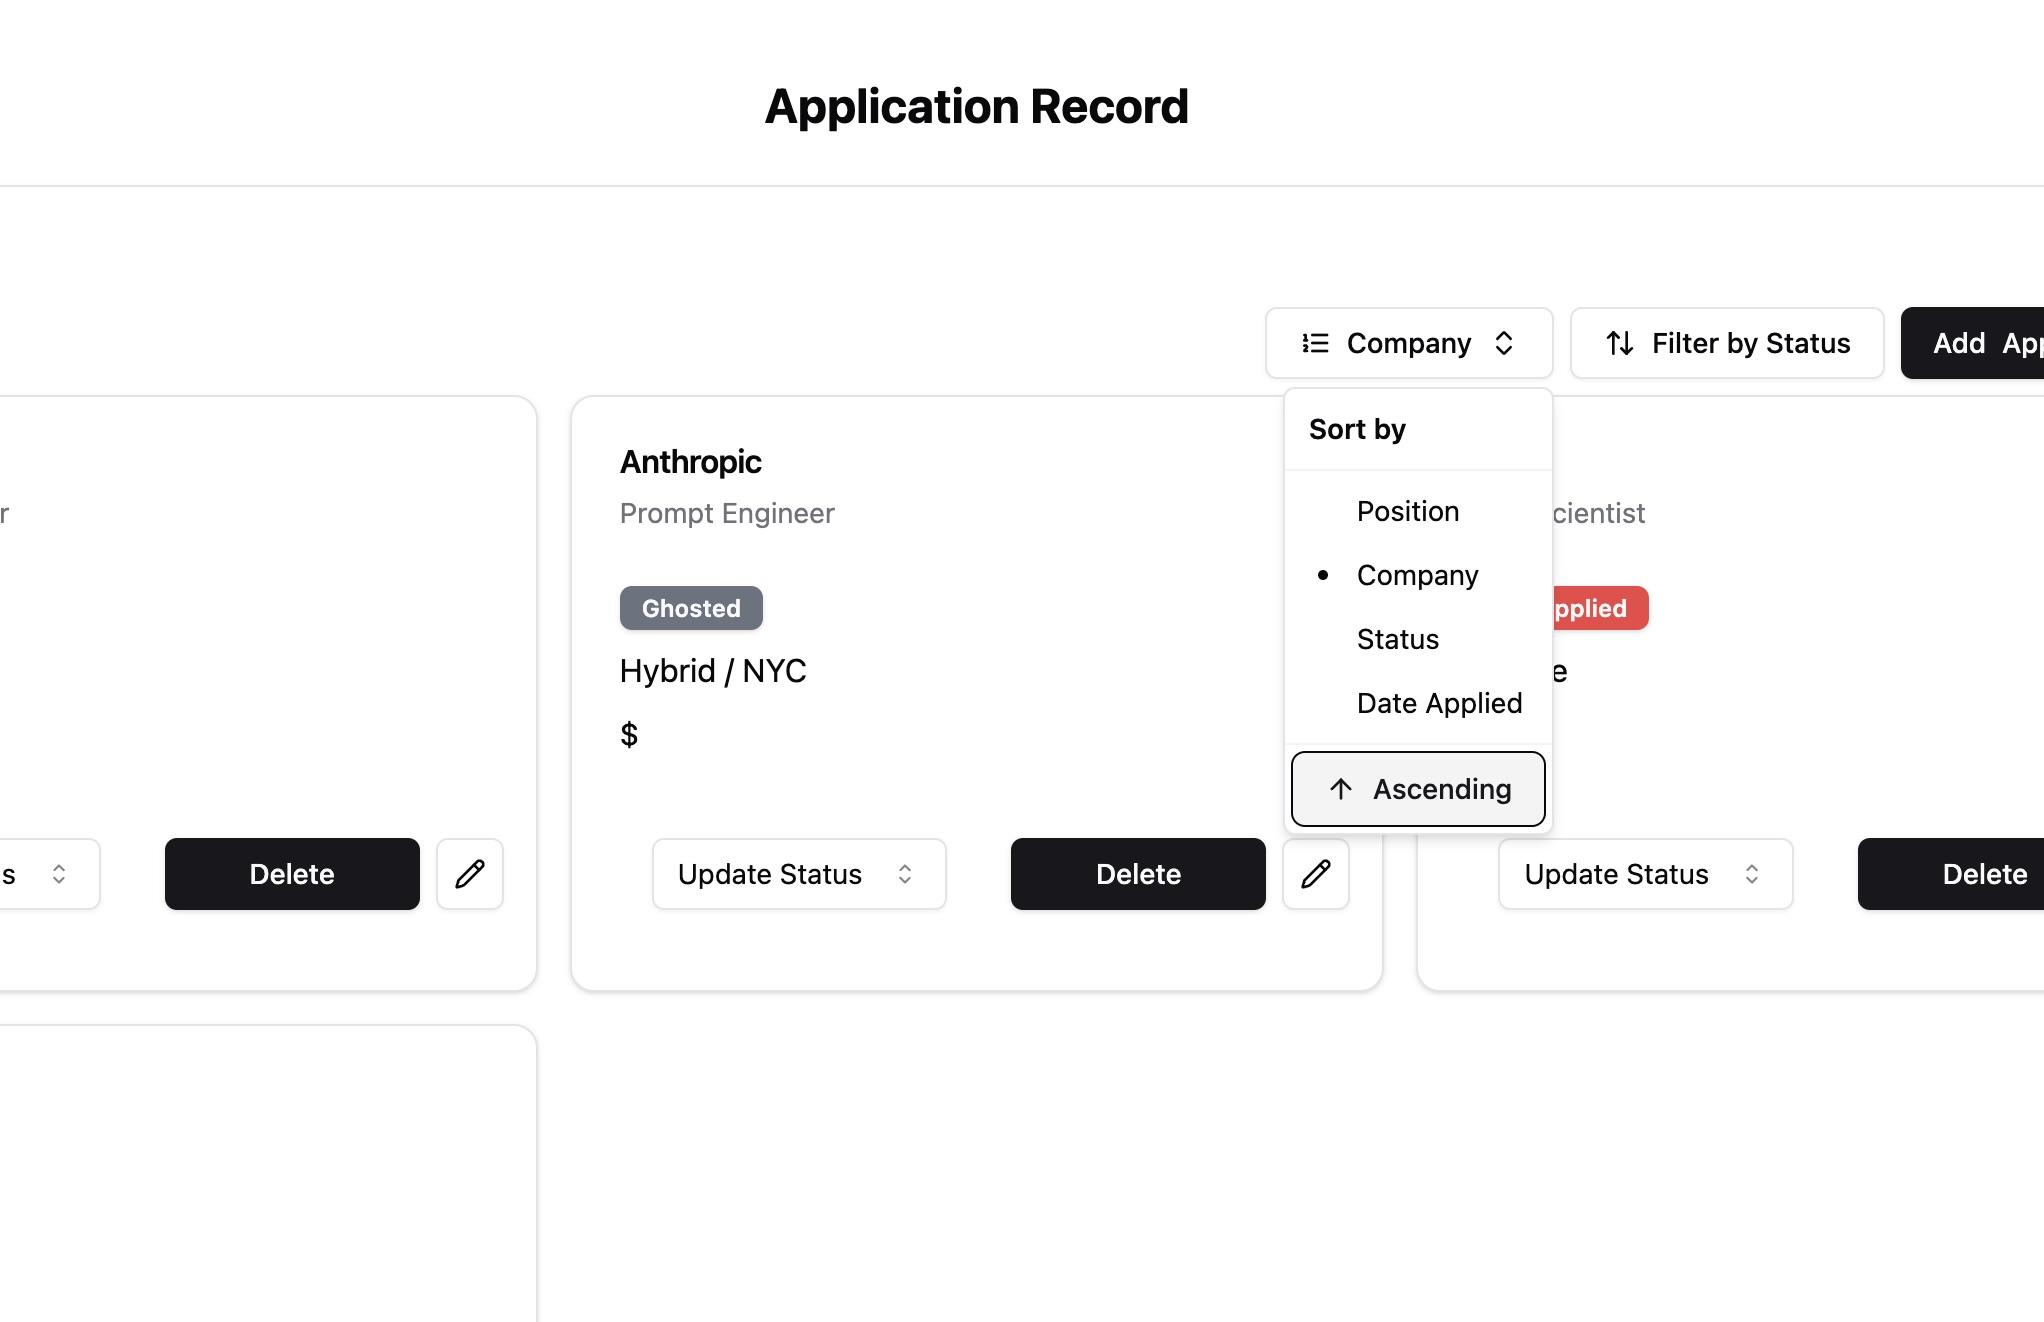 Application Record
Company
Filter by Status
Add App
Sort by
Position
Company
Status
Date Applied
Ascending
r
s
Delete
Anthropic
Prompt Engineer
Ghosted
Hybrid / NYC
$
Update Status
Delete
cientist
pplied
e
Update Status
Delete